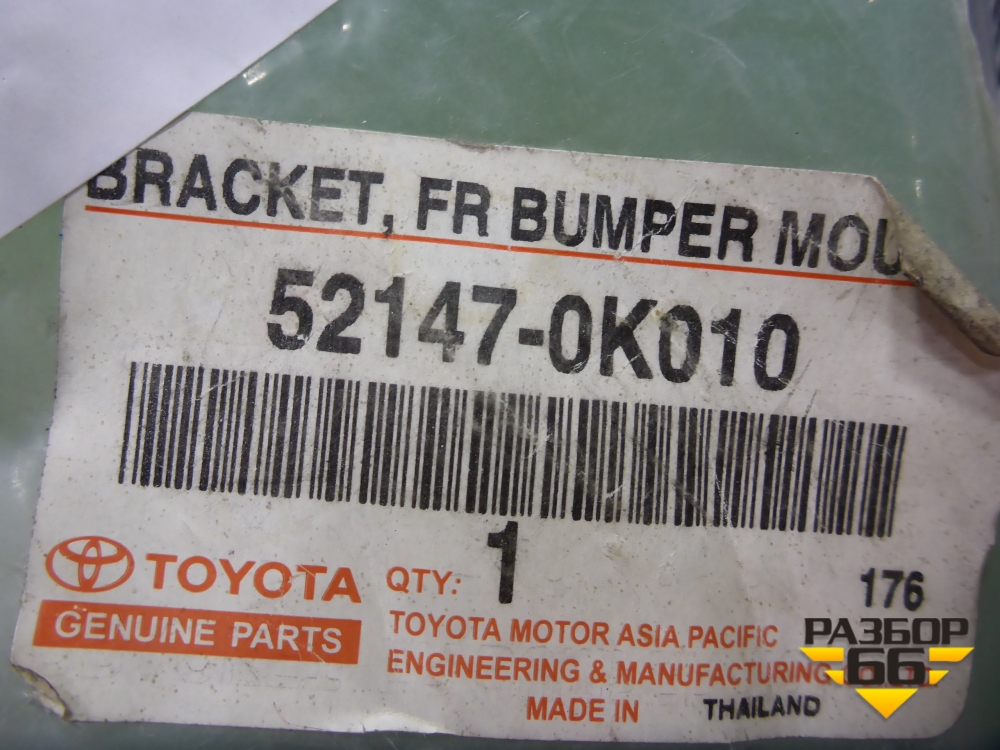 BRACKET, FR BUMPER MOU
52147-0K010
TOYOTA
GENUINE PARTS
QTY: 1
176
TOYOTA MOTOR ASIA PACIFIC
ENGINEERING & MANUFACTURING
MADE IN THAILAND
РАЗБОР
66